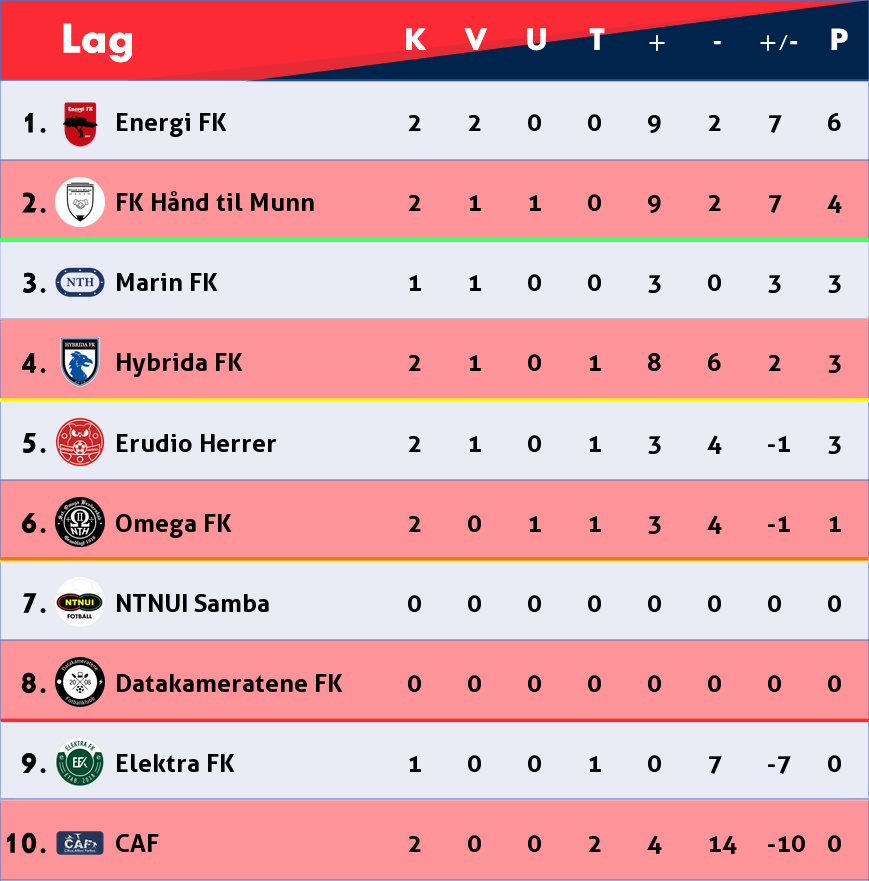 Lag K V U T + - +/- P
1. Energi FK 2 2 0 0 9 2 7 6
2. FK Hånd til Munn 2 1 1 0 9 2 7 4
3. NTH Marin FK 1 1 0 0 3 0 3 3
4. HYBRIDA FK Hybrida FK 2 1 0 1 8 6 2 3
5. Erudio Herrer 2 1 0 1 3 4 -1 3
6. NTH Omega FK 2 0 1 1 3 4 -1 1
7. NTNUI FOTBALL NTNUI Samba 0 0 0 0 0 0 0 0
8. Datakameratene Fotballklubb 20 08 Datakameratene FK 0 0 0 0 0 0 0 0
9. ELEKTRA FK EFK Elektra FK 1 0 0 1 0 7 -7 0
10. CAF CAF 2 0 0 2 4 14 -10 0